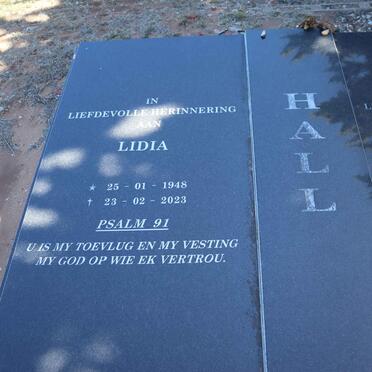 IN
LIEFDEVOLLE HERINNERING
AAN
LIDIA
★ 25 - 01 - 1948
† 23 - 02 - 2023
PSALM 91
U IS MY TOEVLUG EN MY VESTING
MY GOD OP WIE EK VERTROU.
HALL